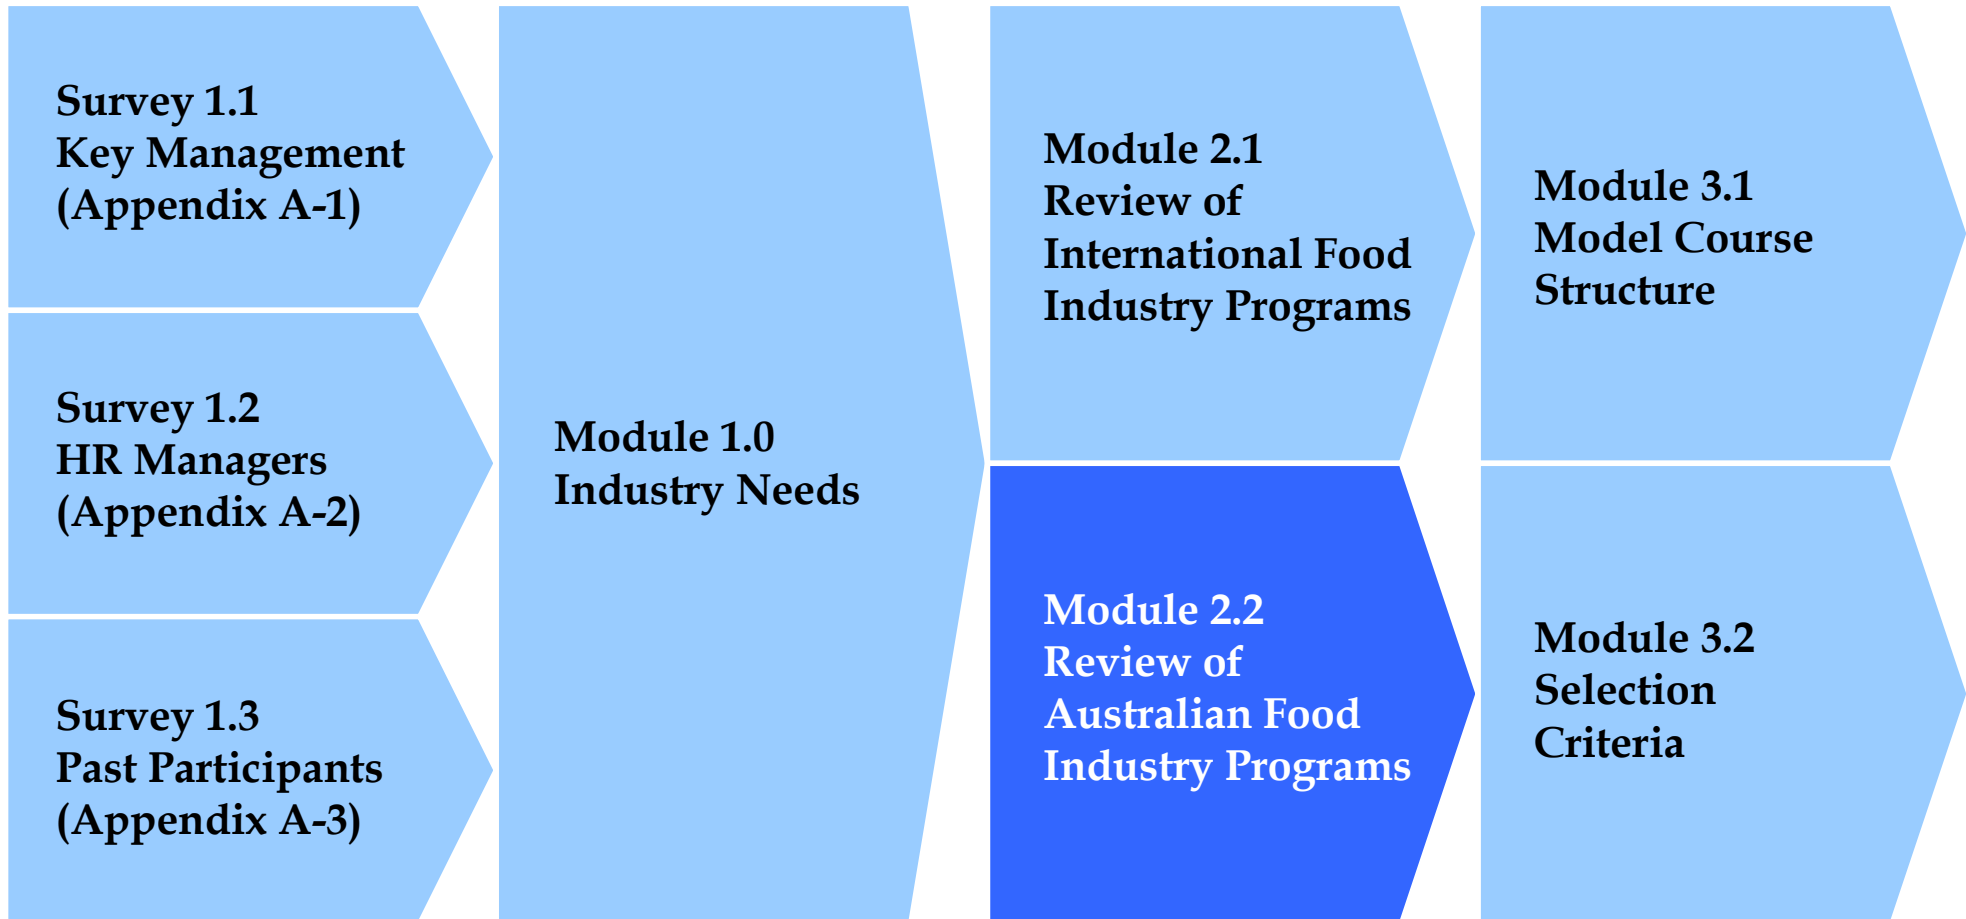 Survey 1.1
Key Management
(Appendix A-1)
Survey 1.2
HR Managers
(Appendix A-2)
Survey 1.3
Past Participants
(Appendix A-3)
Module 1.0
Industry Needs
Module 2.1
Review of
International Food
Industry Programs
Module 2.2
Review of
Australian Food
Industry Programs
Module 3.1
Model Course
Structure
Module 3.2
Selection
Criteria